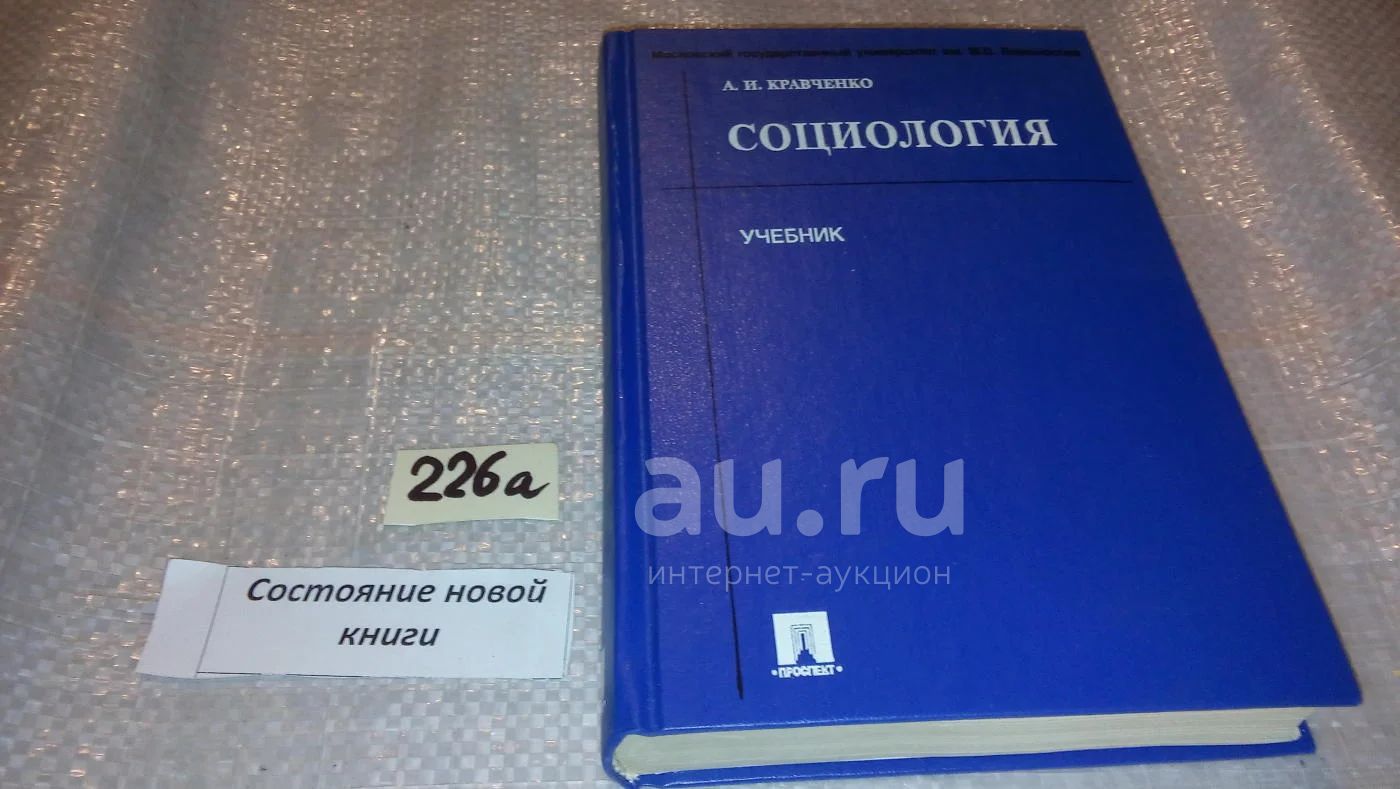 Московский государственный университет им. М.В. Ломоносова
А. И. КРАВЧЕНКО
СОЦИОЛОГИЯ
УЧЕБНИК
226а
Состояние новой
книги
au.ru
интернет-аукцион
•ПРОСПЕКТ•